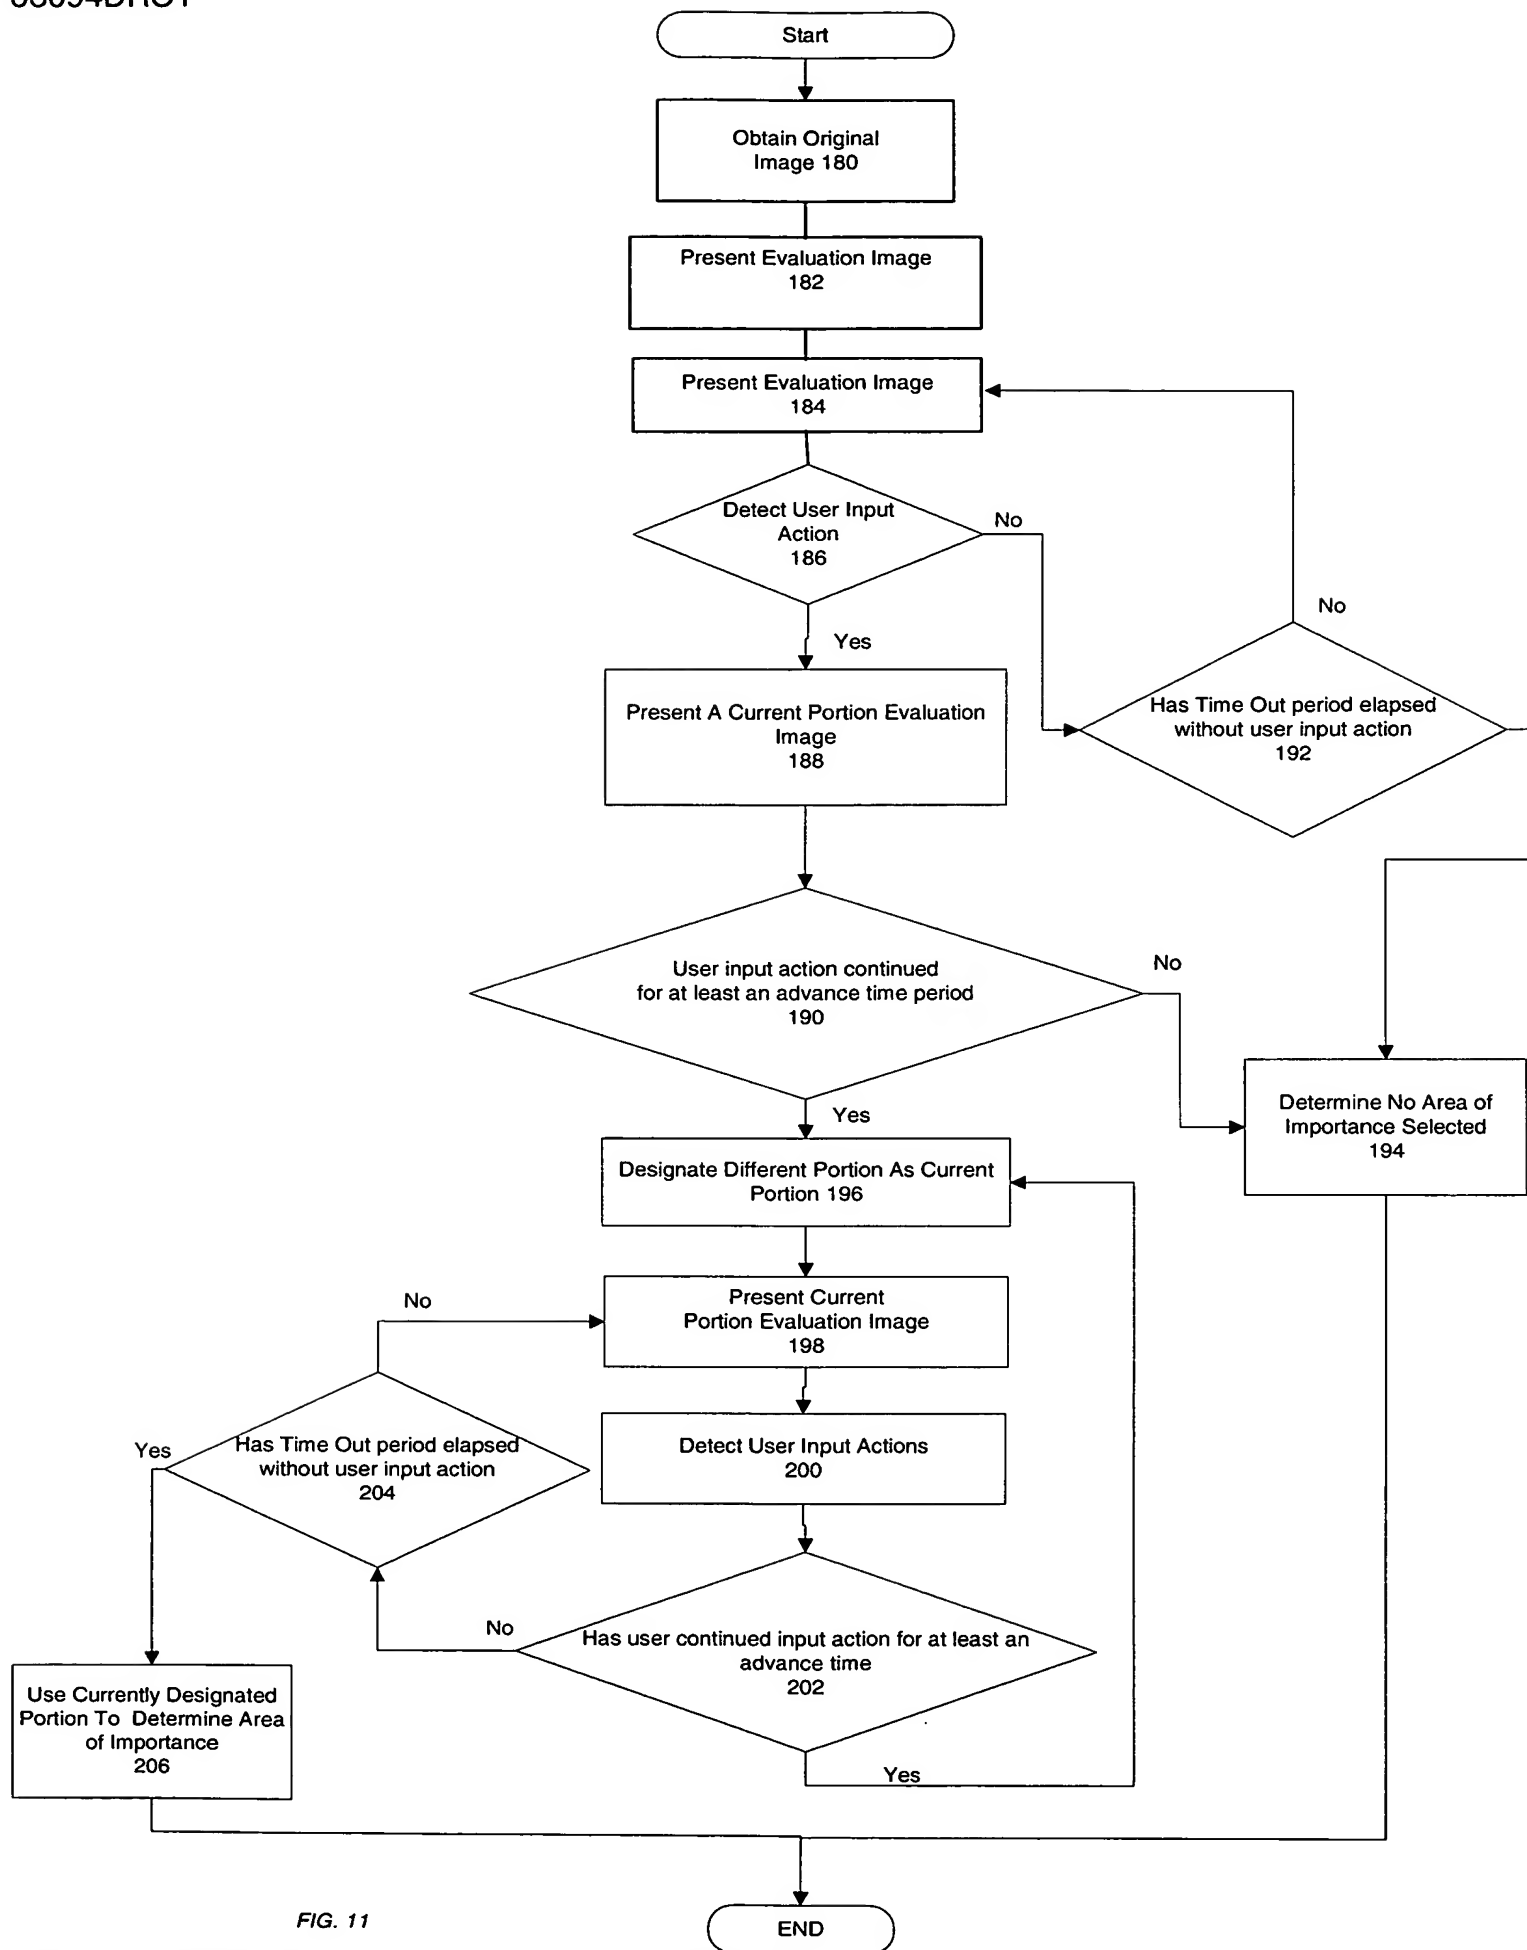 Start
Obtain Original
Image 180
Present Evaluation Image
182
Present Evaluation Image
184
Detect User Input
Action
186
No
Yes
No
Has Time Out period elapsed
without user input action
192
Present A Current Portion Evaluation
Image
188
User input action continued
for at least an advance time period
190
No
Yes
Determine No Area of
Importance Selected
194
Designate Different Portion As Current
Portion 196
No
Present Current
Portion Evaluation Image
198
Yes
Has Time Out period elapsed
without user input action
204
Detect User Input Actions
200
No
Has user continued input action for at least an
advance time
202
Yes
Use Currently Designated
Portion To Determine Area
of Importance
206
FIG. 11
END